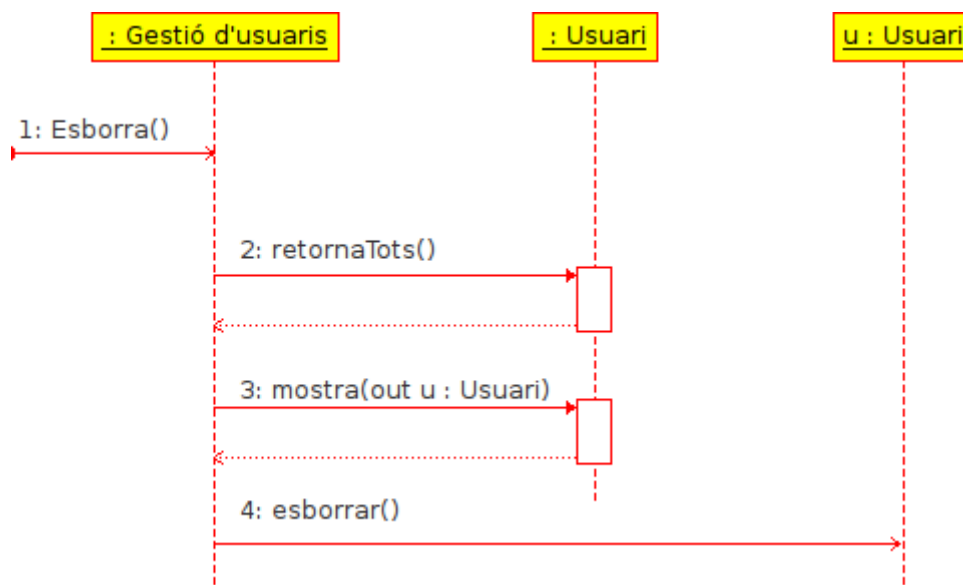 : Gestió d'usuaris
: Usuari
u : Usuari
1: Esborra()
2: retornaTots()
3: mostra(out u : Usuari)
4: esborrar()